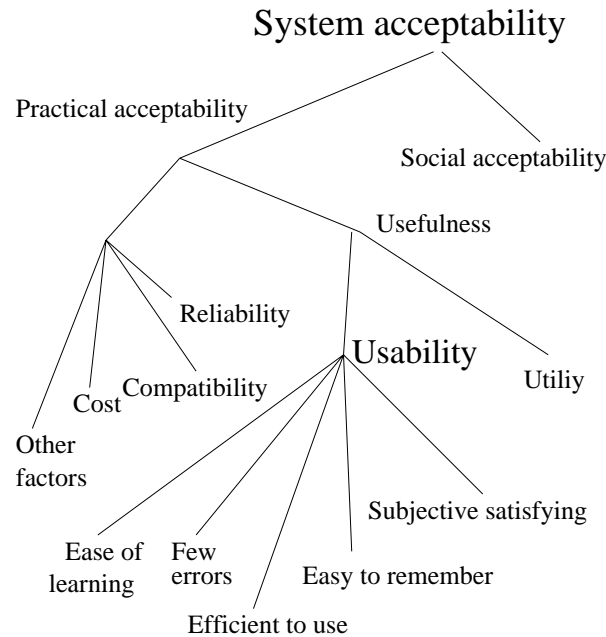 System acceptability
Practical acceptability
Social acceptability
Usefulness
Reliability
Usability
Utiliy
Compatibility
Cost
Other
factors
Subjective satisfying
Ease of
learning
Few
errors
Easy to remember
Efficient to use